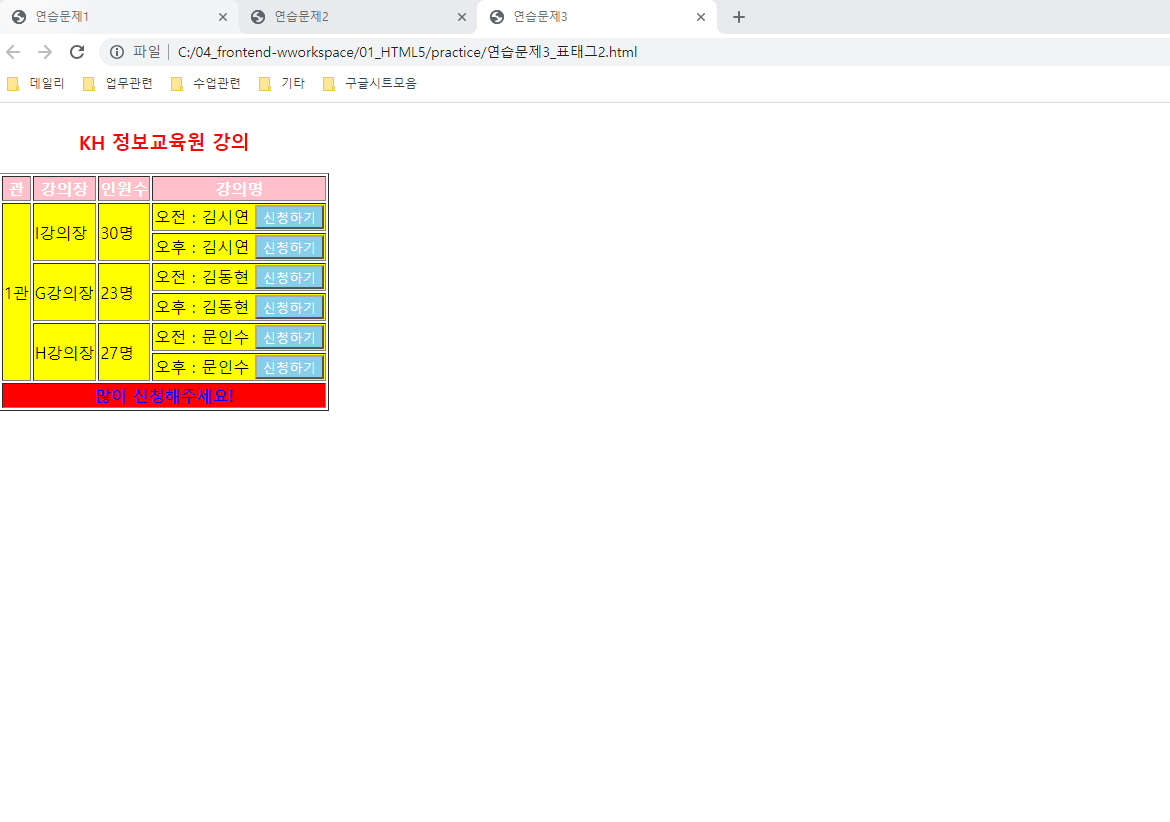 연습문제1
연습문제2
연습문제3
파일 C:/04_frontend-wworkspace/01_HTML5/practice/연습문제3_표태그2.html
데일리 업무관련 수업관련 기타 구글시트모음
KH 정보교육원 강의
관 강의장 인원수 강의명
1관
I강의장 30명
오전 : 김시연 신청하기
오후 : 김시연 신청하기
G강의장 23명
오전 : 김동현 신청하기
오후 : 김동현 신청하기
H강의장 27명
오전 : 문인수 신청하기
오후 : 문인수 신청하기
많이 신청해주세요!